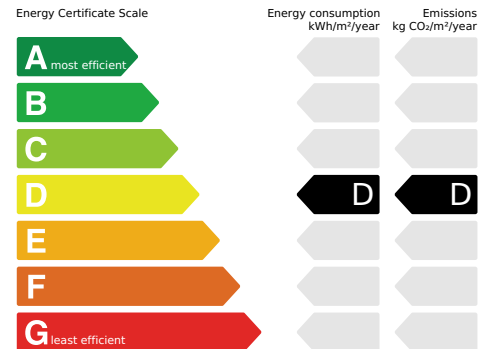 Energy Certificate Scale
Energy consumption
kWh/m²/year
Emissions
kg CO₂/m²/year
A most efficient
B
C
D
D
D
E
F
G least efficient